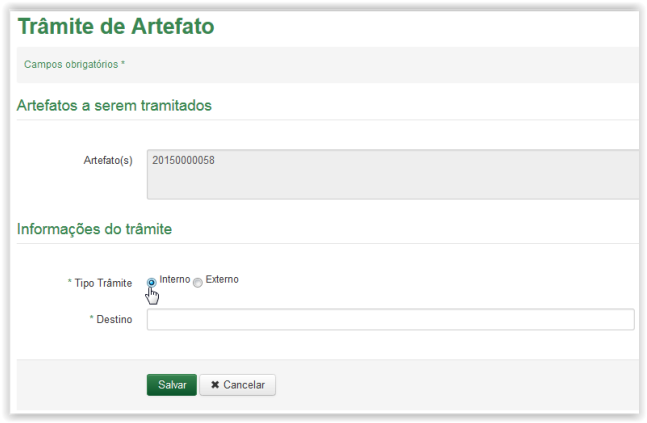 Trâmite de Artefato
Campos obrigatórios *
Artefatos a serem tramitados
Artefato(s) 20150000058
Informações do trâmite
* Tipo Trâmite Interno Externo
* Destino
Salvar ✖ Cancelar